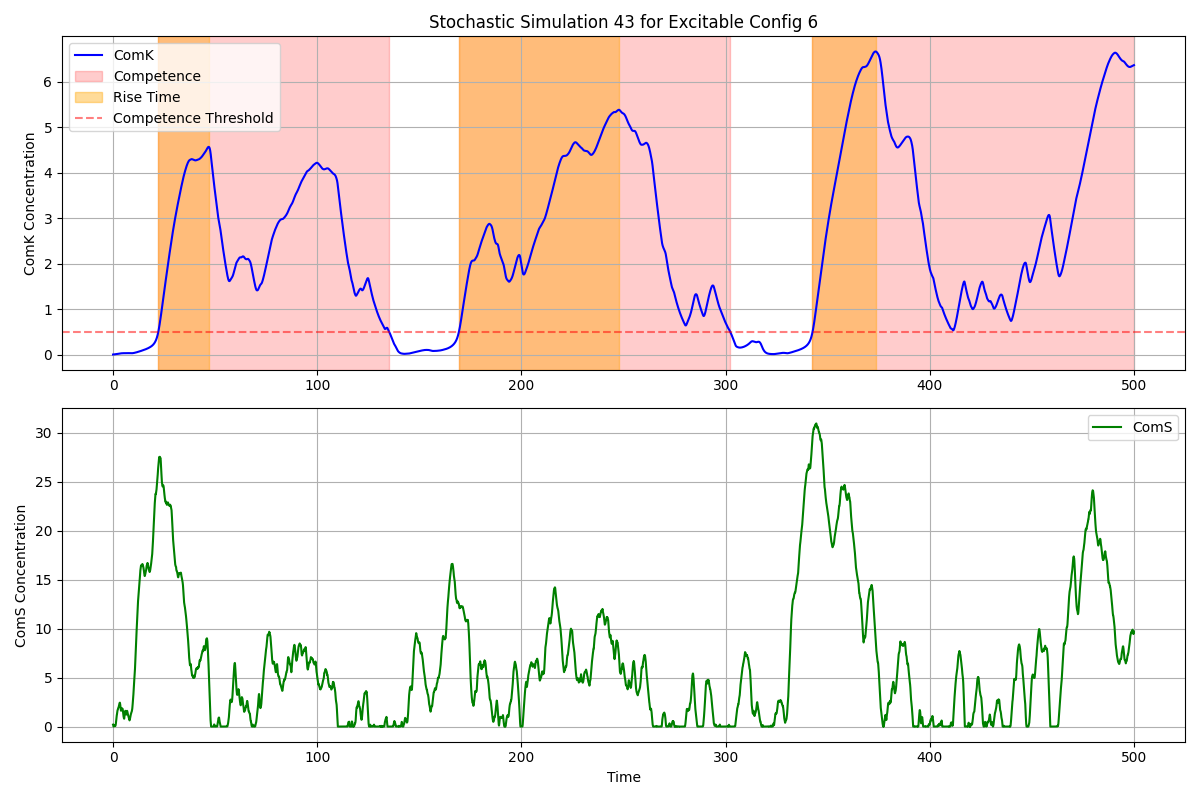 Stochastic Simulation 43 for Excitable Config 6
ComK
Competence
Rise Time
Competence Threshold
ComK Concentration
6
5
4
3
2
1
0
0 100 200 300 400 500
ComS
ComS Concentration
30
25
20
15
10
5
0
0 100 200 300 400 500
Time